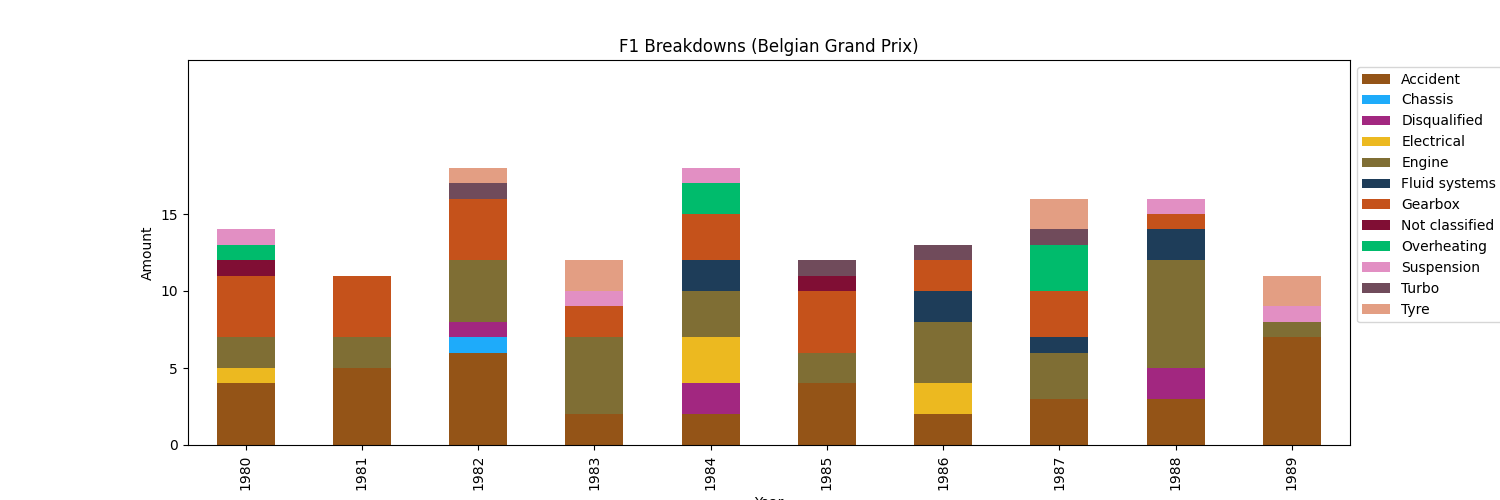 F1 Breakdowns (Belgian Grand Prix)
Amount
15
10
5
0
1980
1981
1982
1983
1984
1985
1986
1987
1988
1989
Year
Accident
Chassis
Disqualified
Electrical
Engine
Fluid systems
Gearbox
Not classified
Overheating
Suspension
Turbo
Tyre